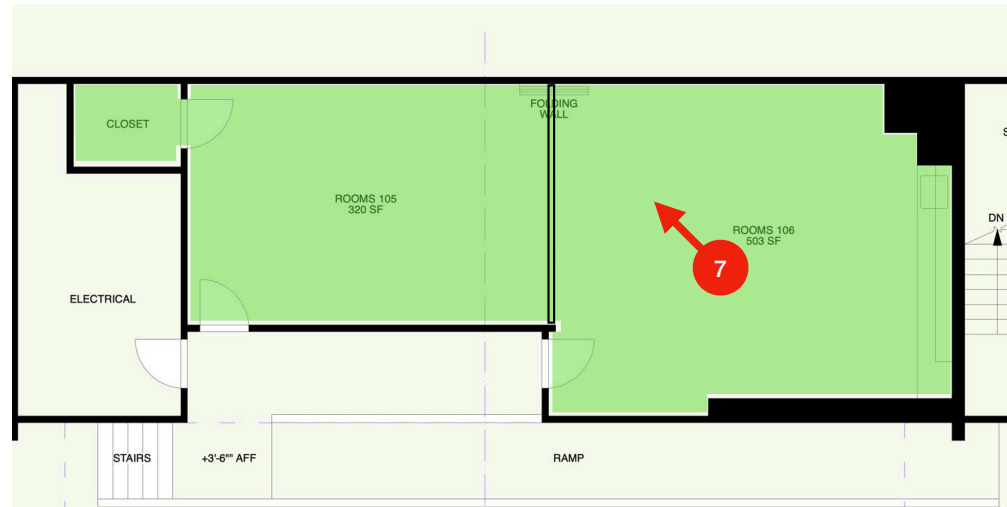 CLOSET
FOLDING
WALL
ROOMS 105
320 SF
ROOMS 106
503 SF
7
S
DN
ELECTRICAL
STAIRS
+3'-6"" AFF
RAMP